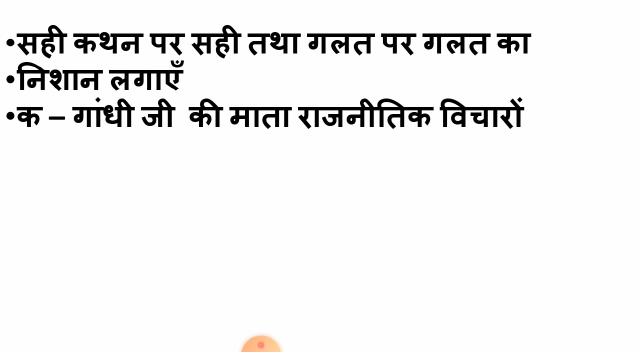 •सही कथन पर सही तथा गलत पर गलत का
•निशान लगाएँ
•क – गांधी जी की माता राजनीतिक विचारों